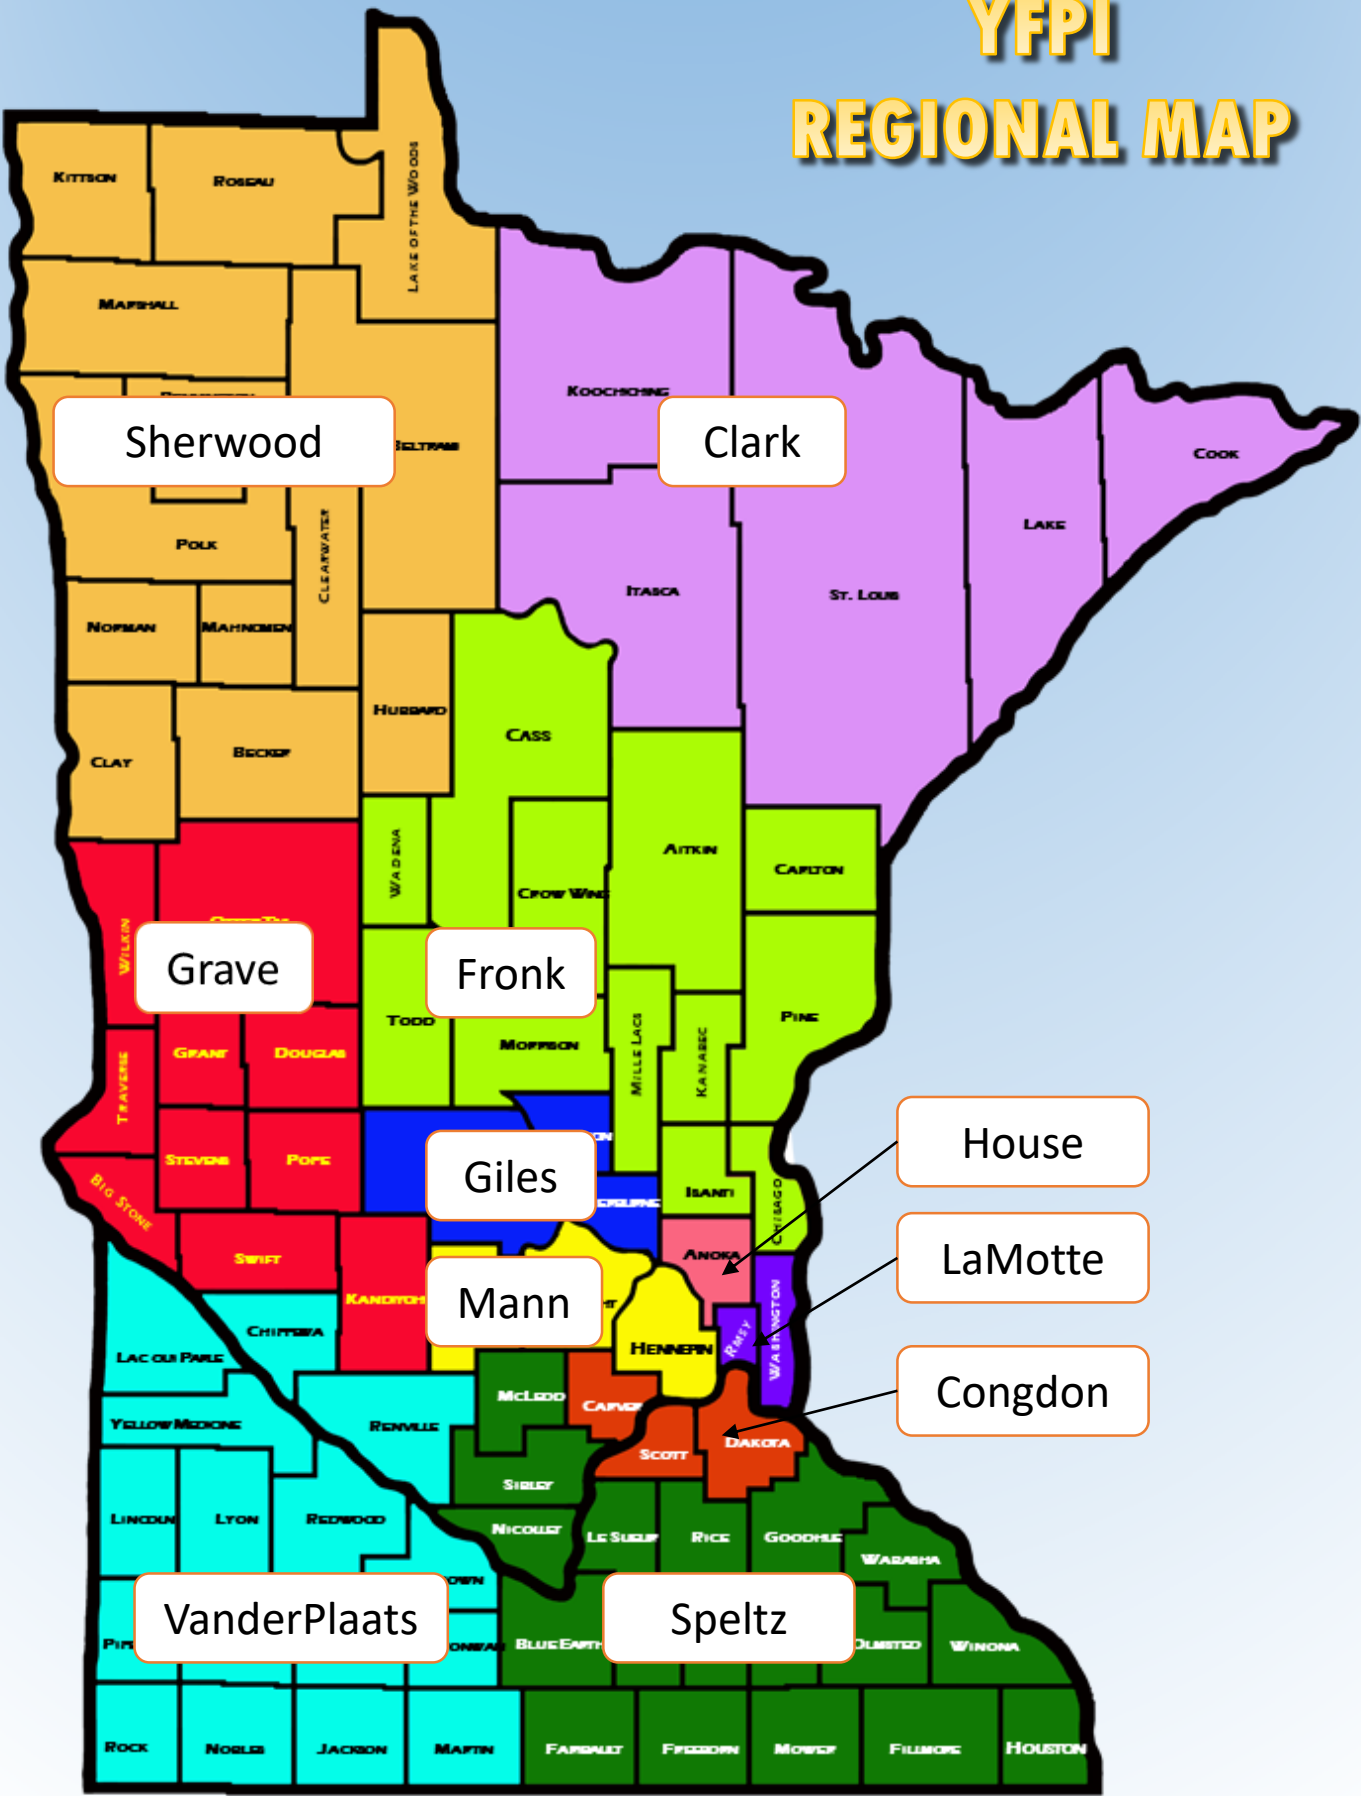 YFPI
REGIONAL MAP
KITTSON
ROSEAU
LAKE OF THE WOODS
MARSHALL
KOOCHICHING
Sherwood
BELTRAMI
Clark
COOK
LAKE
CLEARWATER
POLK
ITASCA
ST. LOUIS
NORMAN
MAHNOMEN
HUBBARD
CASS
CLAY
BECKER
WADENA
AITKIN
CARLTON
CROW WING
WILKIN
Grave
Fronk
TODD
PINE
MORRISON
MILLE LACS
KANABEC
GRANT
DOUGLAS
TRAVERSE
House
STEVENS
POPE
Giles
ISANTI
CHISAGO
BIG STONE
SWIFT
ANOKA
LaMotte
KANDIYOHI
Mann
CHIPPEWA
HENNEPIN
RMSY
WASHINGTON
LAC QUI PARLE
Congdon
MCLEOD
CARVER
YELLOW MEDICINE
RENVILLE
SCOTT
DAKOTA
SIBLEY
LINCOLN
LYON
REDWOOD
NICOLLET
LE SUEUR
RICE
GOODHUE
WABASHA
VanderPlaats
Speltz
BLUE EARTH
OLMSTED
WINONA
ROCK
NOBLES
JACKSON
MARTIN
FARIBAULT
FREEBORN
MOWER
FILLMORE
HOUSTON